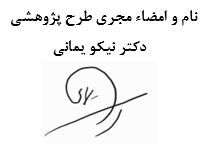 نام و امضاء مجری طرح پژوهشی
دکتر نیکو یمانی